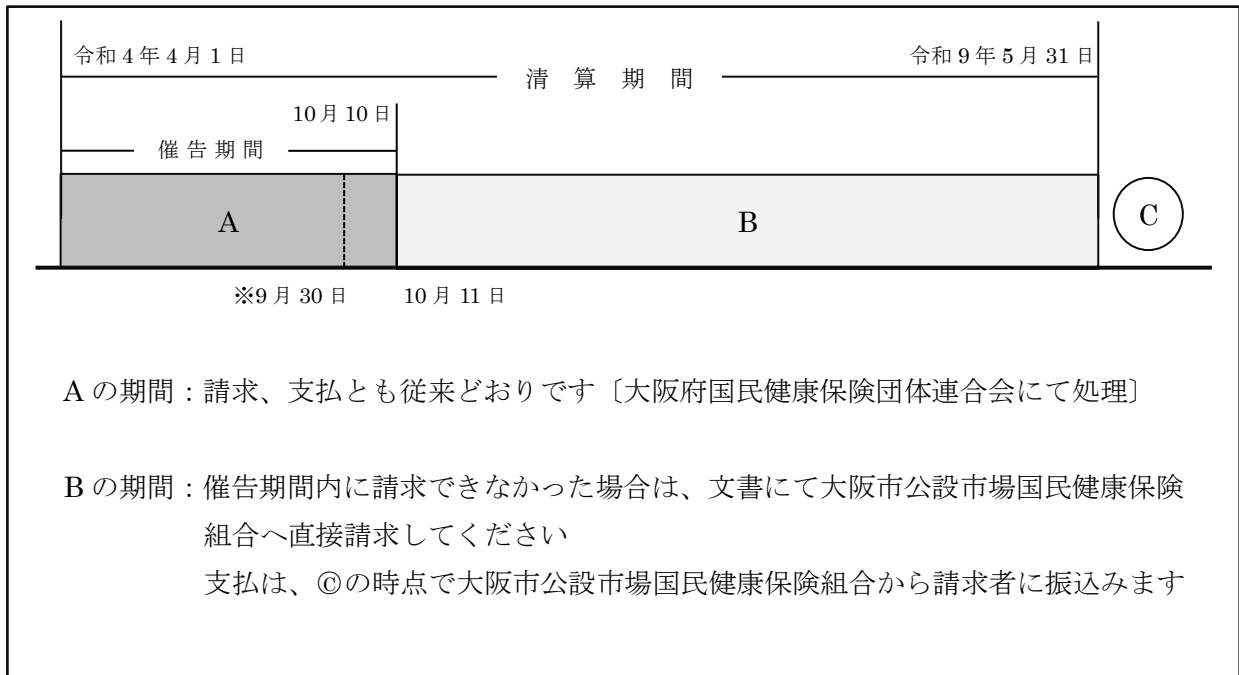 令和4年4月1日
令和9年5月31日
清算期間
10月10日
催告期間
A
B
C
※9月30日
10月11日
Aの期間：請求、支払とも従来どおりです〔大阪府国民健康保険団体連合会にて処理〕
Bの期間：催告期間内に請求できなかった場合は、文書にて大阪市公設市場国民健康保険
組合へ直接請求してください
支払は、Ⓒの時点で大阪市公設市場国民健康保険組合から請求者に振込みます